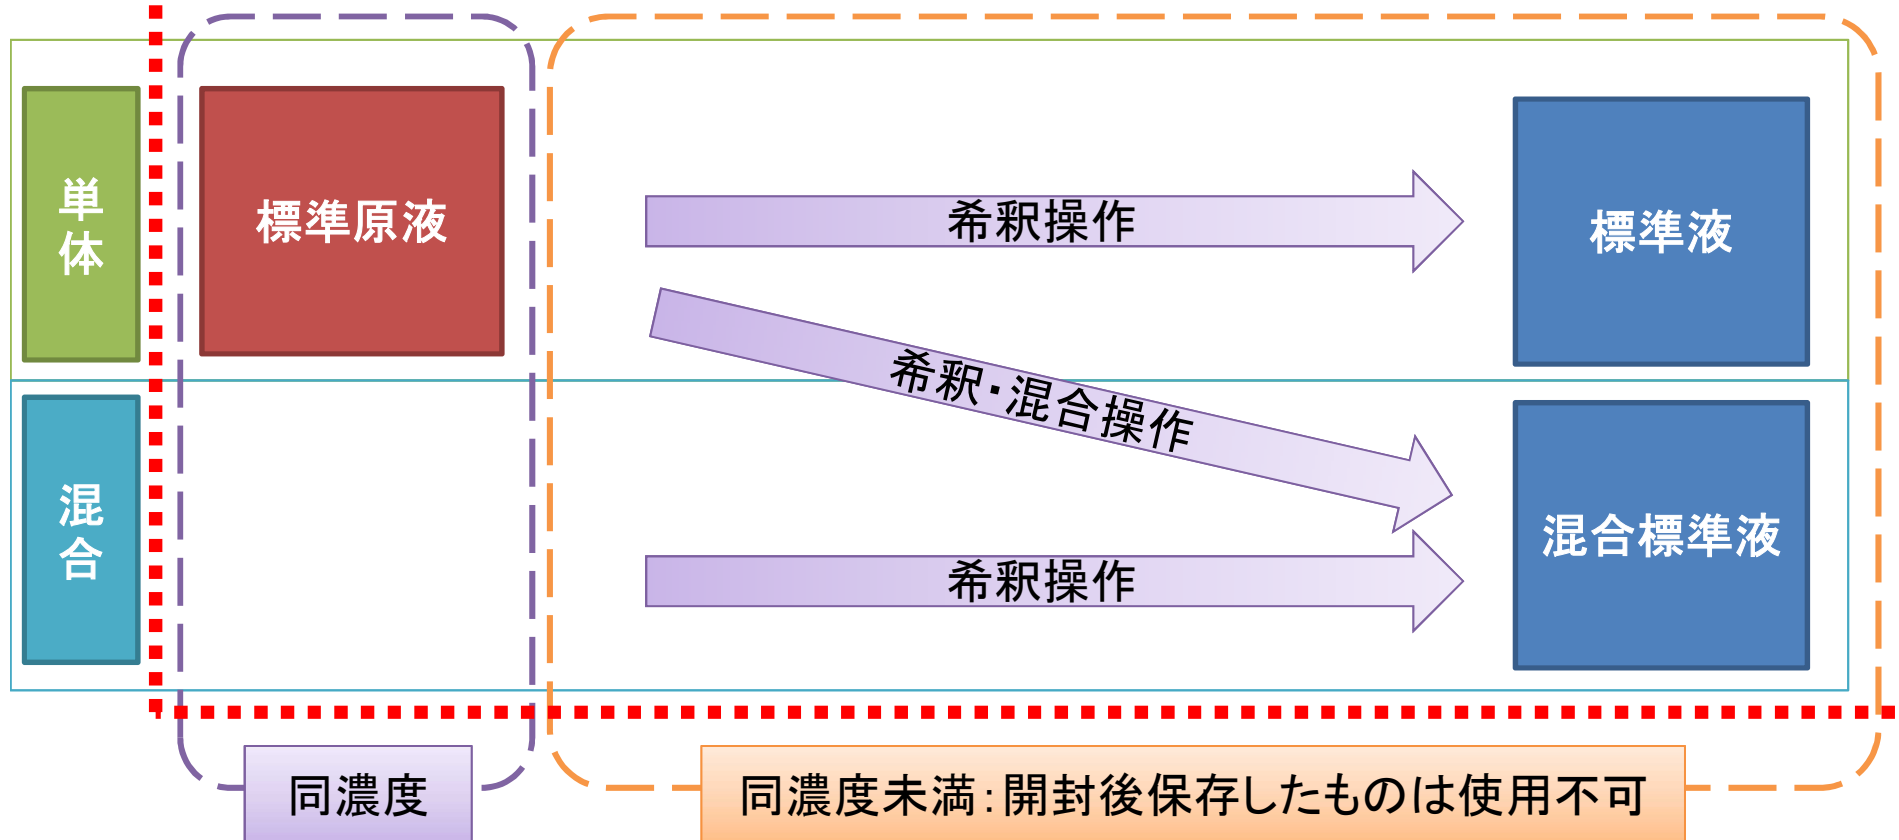 単体
標準原液
希釈操作
標準液
希釈・混合操作
混合
希釈操作
混合標準液
同濃度
同濃度未満：開封後保存したものは使用不可